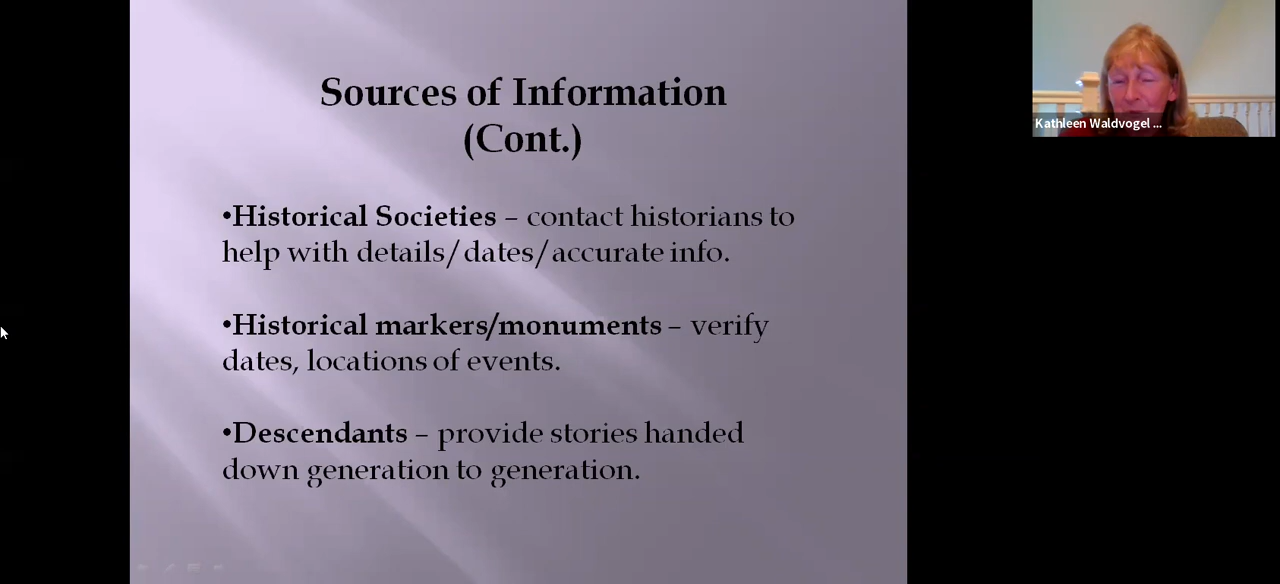 Sources of Information
(Cont.)
•Historical Societies – contact historians to
help with details/dates/accurate info.
•Historical markers/monuments – verify
dates, locations of events.
•Descendants – provide stories handed
down generation to generation.
Kathleen Waldvogel ...